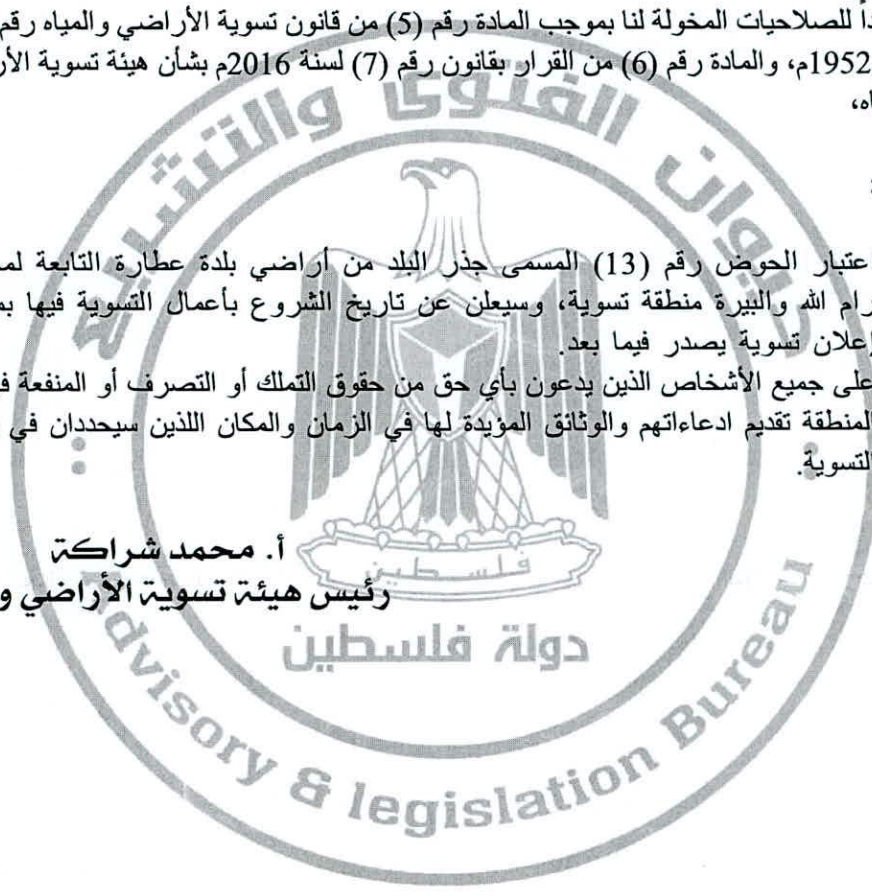 داً للصلاحيات المخولة لنا بموجب المادة رقم (5) من قانون تسوية الأراضي والمياه رقم
1952م، والمادة رقم (6) من القرار بقانون رقم (7) لسنة 2016م بشأن هيئة تسوية الأر
اه،
:
اعتبار الحوض رقم (13) المسمى جذر البلد من أراضي بلدة عطارة التابعة لم
رام الله والبيرة منطقة تسوية، وسيعلن عن تاريخ الشروع بأعمال التسوية فيها بم
إعلان تسوية يصدر فيما بعد.
على جميع الأشخاص الذين يدعون بأي حق من حقوق التملك أو التصرف أو المنفعة ف
المنطقة تقديم ادعاءاتهم والوثائق المؤيدة لها في الزمان والمكان اللذين سيحددان في
التسوية.
أ. محمد شراكة
رئيس هيئة تسوية الأراضي و
ديوان الفتوى والتشريع
فلسطين
دولة فلسطين
Advisory & legislation Bureau